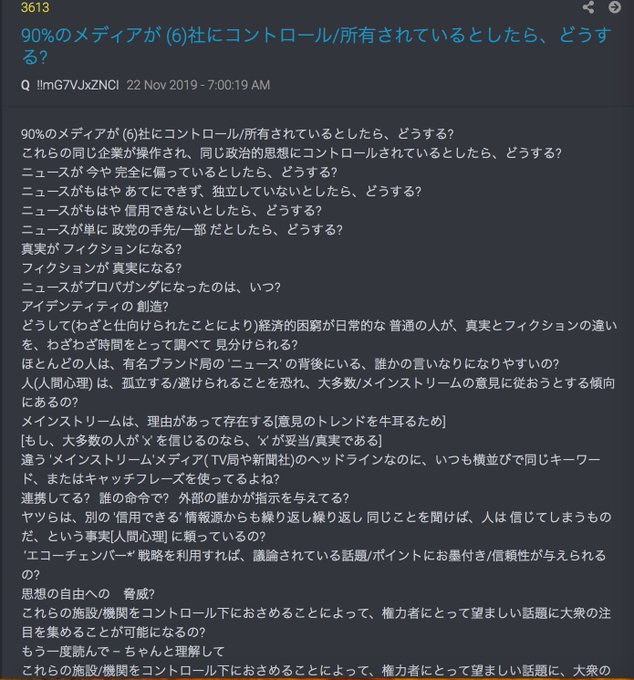 3613
90%のメディアが (6)社にコントロール/所有されているとしたら、どうす
る?
Q !!mG7VJxZNCI 22 Nov 2019 - 7:00:19 AM
90%のメディアが (6)社にコントロール/所有されているとしたら、どうする?
これらの同じ企業が操作され、同じ政治的思想にコントロールされているとしたら、どうする?
ニュースが 今や 完全に偏っているとしたら、どうする?
ニュースがもはや あてにできず、独立していないとしたら、どうする?
ニュースがもはや 信用できないとしたら、どうする?
ニュースが単に 政党の手先/一部 だとしたら、どうする?
真実が フィクションになる?
フィクションが 真実になる?
ニュースがプロパガンダになったのは、いつ?
アイデンティティの 創造?
どうして(わざと仕向けられたことにより)経済的困窮が日常的な 普通の人が、真実とフィクションの違い
を、わざわざ時間をとって調べて 見分けられる?
ほとんどの人は、有名ブランド局の 'ニュース' の背後にいる、誰かの言いなりになりやすいの?
人(人間心理) は、孤立する/避けられることを恐れ、大多数/メインストリームの意見に従おうとする傾向
にあるの?
メインストリームは、理由があって存在する[意見のトレンドを牛耳るため]
[もし、大多数の人が 'x' を信じるのなら、'x' が妥当/真実である]
違う 'メインストリーム'メディア( TV局や新聞社)のヘッドラインなのに、いつも横並びで同じキーワー
ド、またはキャッチフレーズを使ってるよね?
連携してる? 誰の命令で? 外部の誰かが指示を与えてる?
ヤツらは、別の '信用できる' 情報源からも繰り返し繰り返し 同じことを聞けば、人は 信じてしまうもの
だ、という事実[人間心理] に頼っているの?
'エコーチェンバー*' 戦略を利用すれば、議論されている話題/ポイントにお墨付き/信頼性が与えられる
の?
思想の自由への　脅威?
これらの施設/機関をコントロール下におさめることによって、権力者にとって望ましい話題に大衆の注
目を集めることが可能になるの?
もう一度読んで – ちゃんと理解して
これらの施設/機関をコントロール下におさめることによって、権力者にとって望ましい話題に、大衆の